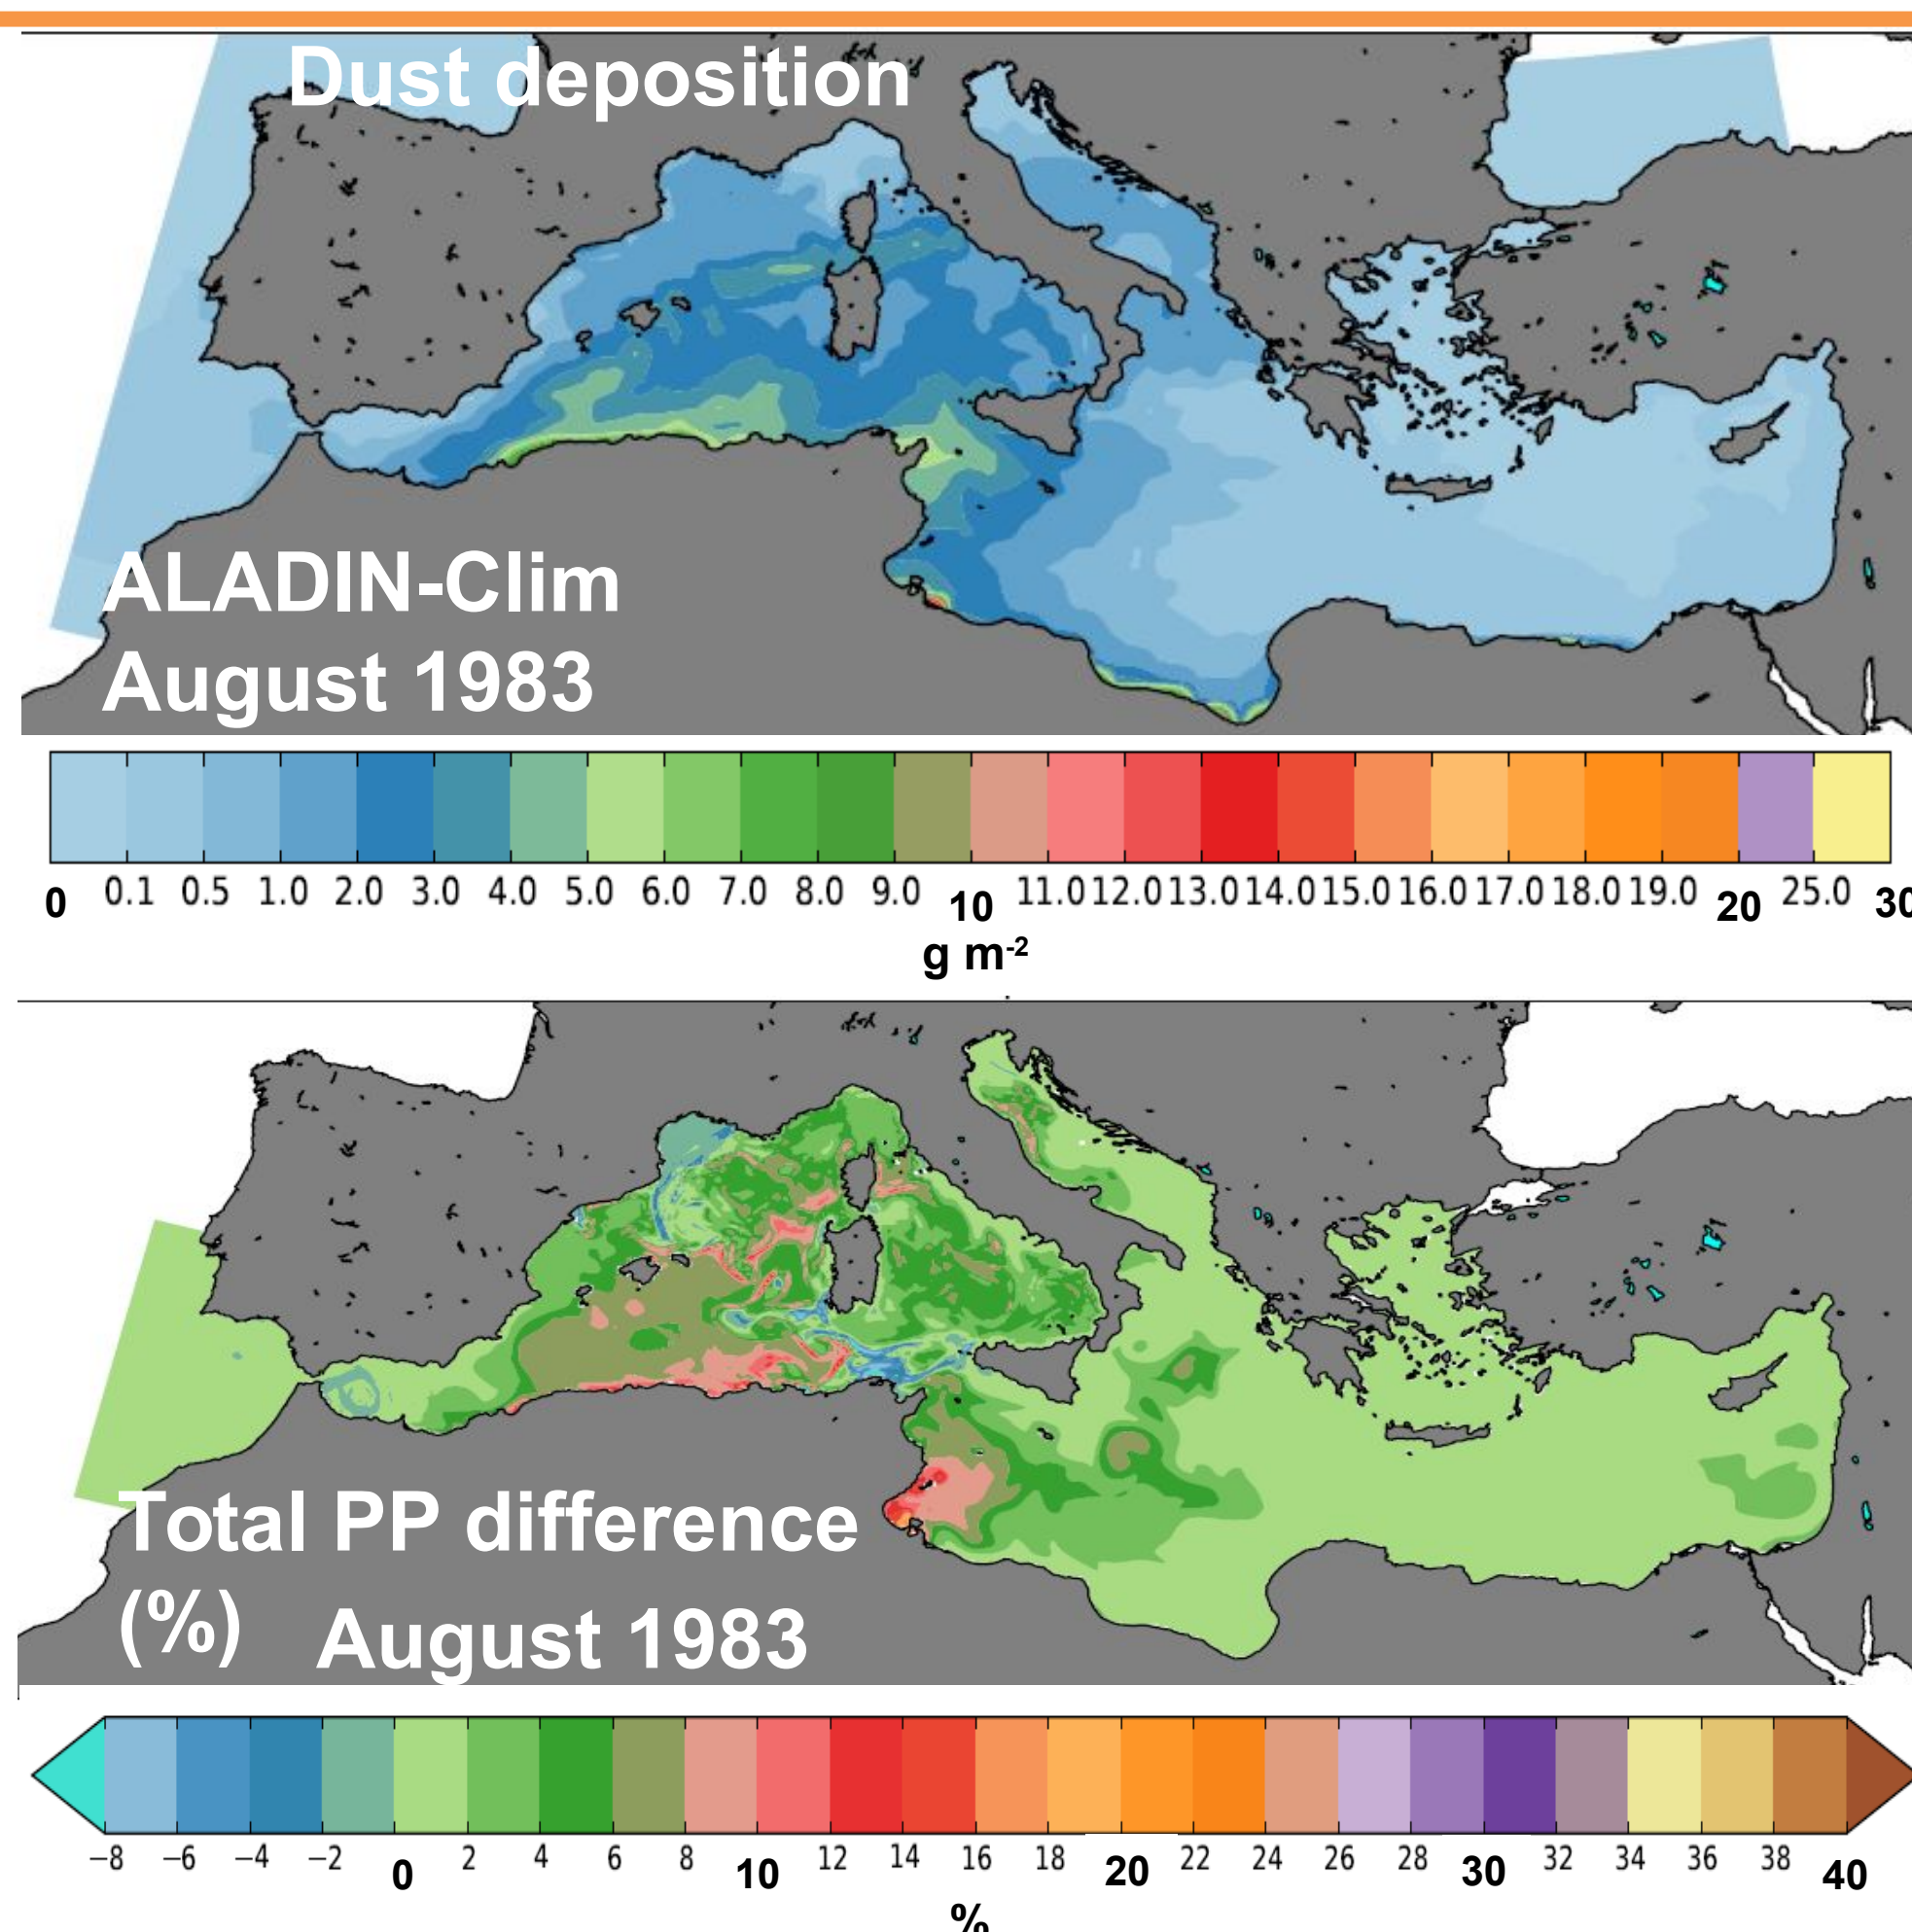 Dust deposition
ALADIN-Clim
August 1983
0 0.1 0.5 1.0 2.0 3.0 4.0 5.0 6.0 7.0 8.0 9.0 10 11.0 12.0 13.0 14.0 15.0 16.0 17.0 18.0 19.0 20 25.0 30
g m-2
Total PP difference
(%) August 1983
−8 −6 −4 −2 0 2 4 6 8 10 12 14 16 18 20 22 24 26 28 30 32 34 36 38 40
%